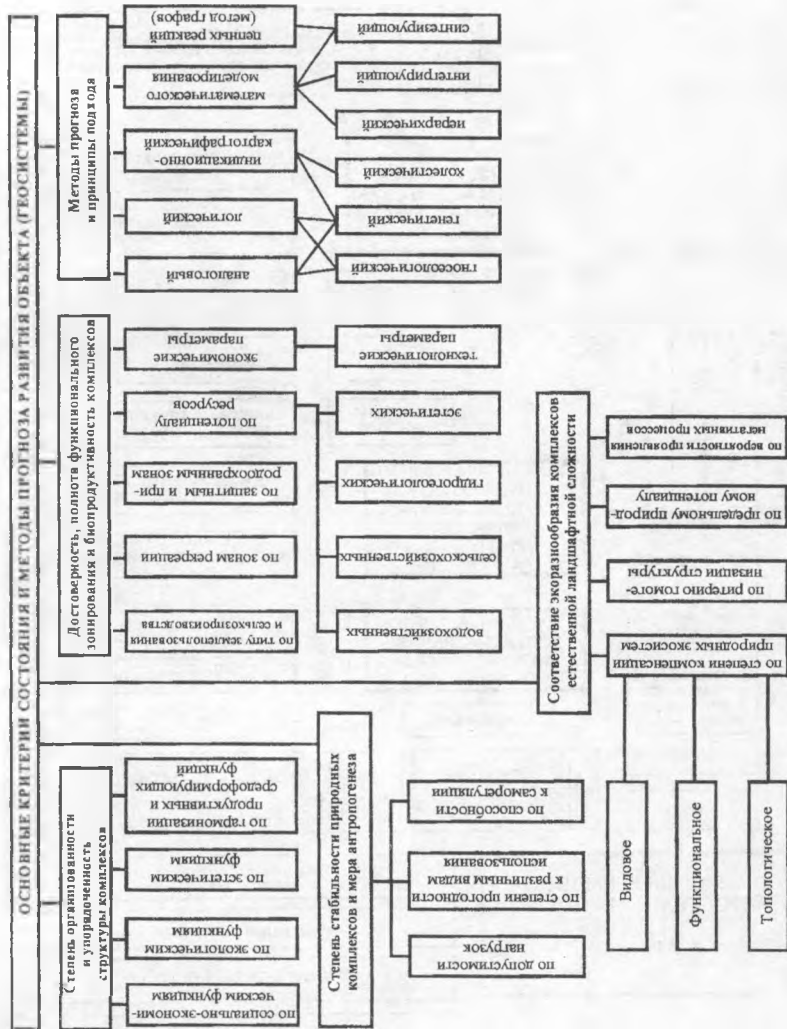 ОСНОВНЫЕ КРИТЕРИИ СОСТОЯНИЯ И МЕТОДЫ ПРОГНОЗА РАЗВИТИЯ ОБЪЕКТА (ГЕОСИСТЕМЫ)
Степень организованности
и упорядоченность
структуры комплексов
по социально-экономи-
ческим функциям
по экологическим
функциям
по эстетическим
функциям
по гармонизации
продуктивных и
средоформирующих
функций
Степень стабильности природных
комплексов и мера антропогенеза
по допустимости
нагрузок
по степени прогодности
к различным видам
использования
по способности
к саморегуляции
Достоверность, полнота функционального
зонирования и биопродуктивность комплексов
по типу землепользования
и сельхозпроизводства
по зонам рекреации
по защитным и при-
родоохранным зонам
по потенциалу
ресурсов
экономические
параметры
водохозяйственных
сельскохозяйственных
гидрогеологических
эстетических
технологические
параметры
Соответствие экоразнообразия комплексов
естественной ландшафтной сложности
по степени компенсации
природных экосистем
по ритерию гомоге-
низации структуры
по предельному природ-
ному потенциалу
по вероятности проявления
негативных процессов
Видовое
Функциональное
Топологическое
Методы прогноза
и принципы подхода
аналоговый
логический
индикационно-
картографический
математического
моделирования
цепных реакций
(метод графов)
гносеологический
генетический
холестический
иерархический
интегрирующий
синтезирующий